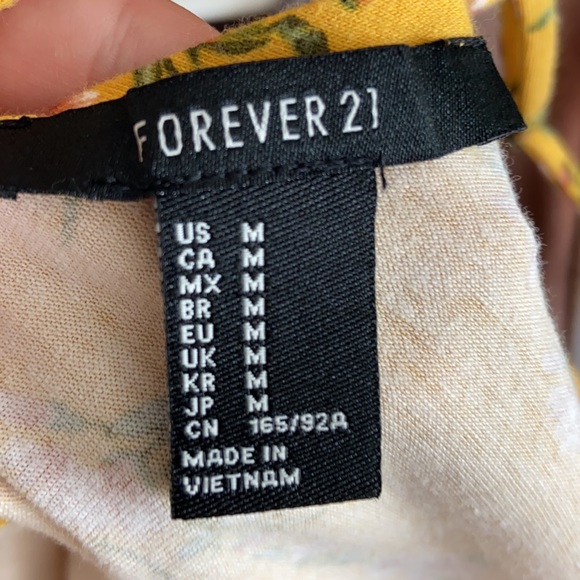 FOREVER 21
US M
CA M
MX M
BR M
EU M
UK M
KR M
JP M
CN 165/92A
MADE IN
VIETNAM